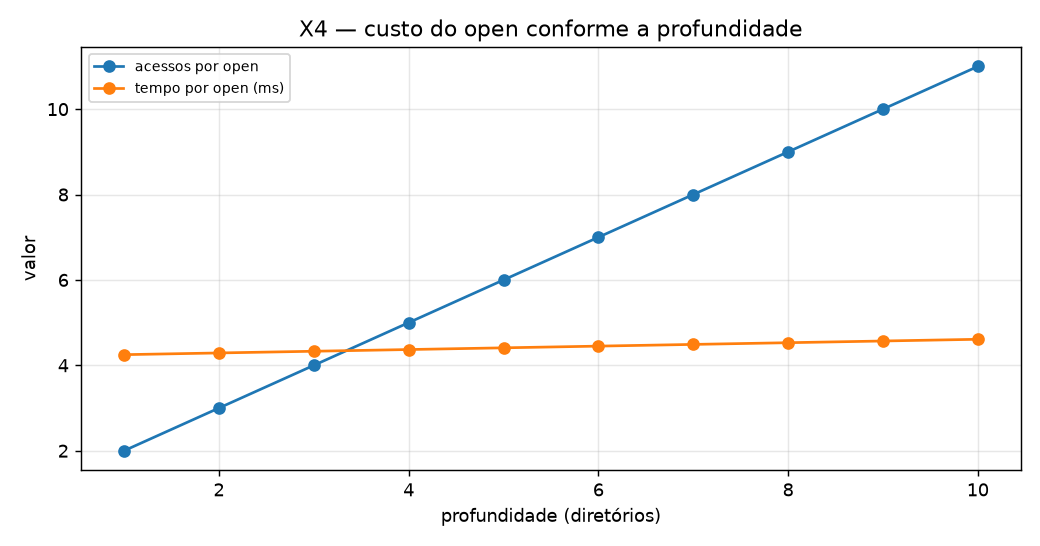 X4 — custo do open conforme a profundidade
acessos por open
tempo por open (ms)
valor
10
8
6
4
2
2 4 6 8 10
profundidade (diretórios)